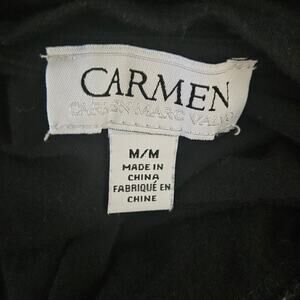 CARMEN
CARMEN MARC VALVO
M/M
MADE IN
CHINA
FABRIQUÉ EN
CHINE